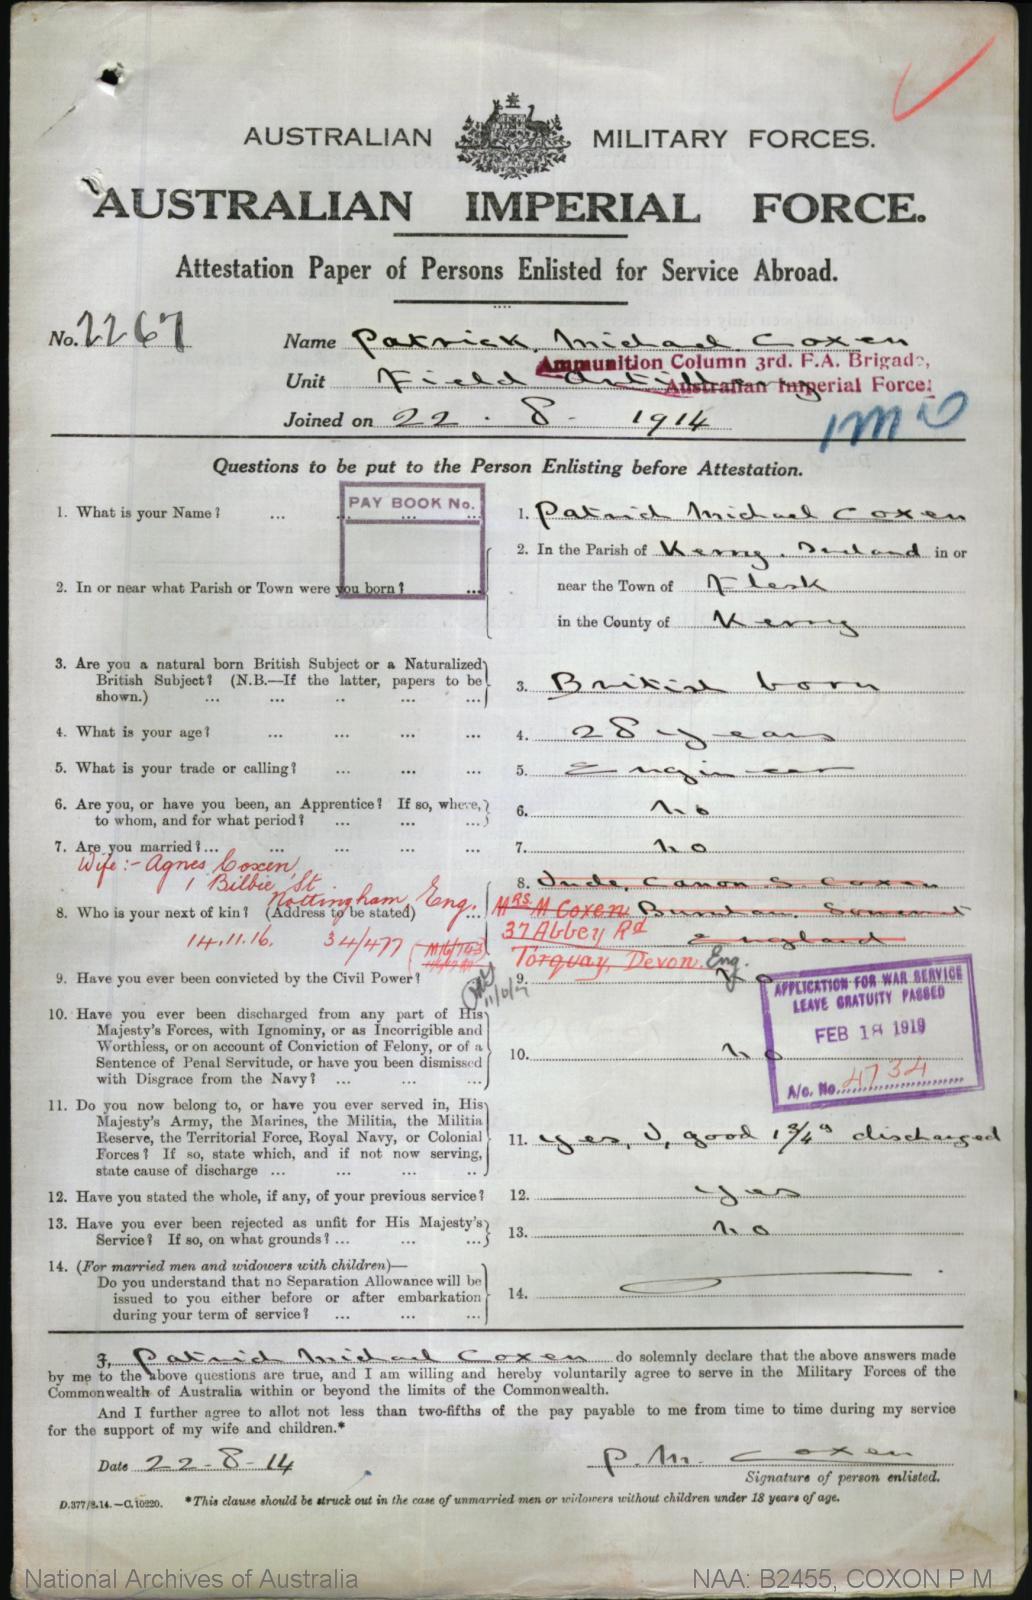 AUSTRALIAN MILITARY FORCES.
AUSTRALIAN IMPERIAL FORCE.
Attestation Paper of Persons Enlisted for Service Abroad.
No. 2267 Name Patrick Michael Coxen
Ammunition Column 3rd. F.A. Brigade,
Unit Field Artillery
Australian Imperial Force.
Joined on 22 . 8 . 1914
Questions to be put to the Person Enlisting before Attestation.
PAY BOOK No.
1. What is your Name? ... 1. Patrick Michael Coxen
2. In the Parish of Kerry, Ireland in or
2. In or near what Parish or Town were you born? ... near the Town of Flesk
in the County of Kerry
3. Are you a natural born British Subject or a Naturalized
British Subject? (N.B.—If the latter, papers to be
shown.) ... 3. British born
4. What is your age? ... 4. 28 years
5. What is your trade or calling? ... 5. Engineer
6. Are you, or have you been, an Apprentice? If so, where,
to whom, and for what period? ... 6. no
7. Are you married? ... 7. no
Wife :- Agnes Coxen
1 Bilbie St
Nottingham Eng.
8. Uncle, Canon S. Coxen
8. Who is your next of kin? (Address to be stated) ... Mrs M Coxen Burnham Somerset
37 Abbey Rd England
14.11.16. 34/477
Torquay, Devon. Eng.
9. Have you ever been convicted by the Civil Power? 9. no
APPLICATION FOR WAR SERVICE
LEAVE GRATUITY PASSED
FEB 18 1919
A/c. No. 4734
10. Have you ever been discharged from any part of His
Majesty's Forces, with Ignominy, or as Incorrigible and
Worthless, or on account of Conviction of Felony, or of a
Sentence of Penal Servitude, or have you been dismissed
with Disgrace from the Navy? ... 10. no
11. Do you now belong to, or have you ever served in, His
Majesty's Army, the Marines, the Militia, the Militia
Reserve, the Territorial Force, Royal Navy, or Colonial
Forces? If so, state which, and if not now serving,
state cause of discharge ... 11. yes, good discharged
12. Have you stated the whole, if any, of your previous service? 12. yes
13. Have you ever been rejected as unfit for His Majesty's
Service? If so, on what grounds? ... 13. no
14. (For married men and widowers with children)—
Do you understand that no Separation Allowance will be
issued to you either before or after embarkation
during your term of service? ... 14.
I, Patrick Michael Coxen do solemnly declare that the above answers made
by me to the above questions are true, and I am willing and hereby voluntarily agree to serve in the Military Forces of the
Commonwealth of Australia within or beyond the limits of the Commonwealth.
And I further agree to allot not less than two-fifths of the pay payable to me from time to time during my service
for the support of my wife and children.*
Date 22-8-14 P. M. Coxen
Signature of person enlisted.
D.377/8.14.—C.10220. *This clause should be struck out in the case of unmarried men or widowers without children under 18 years of age.
National Archives of Australia NAA: B2455, COXON P M